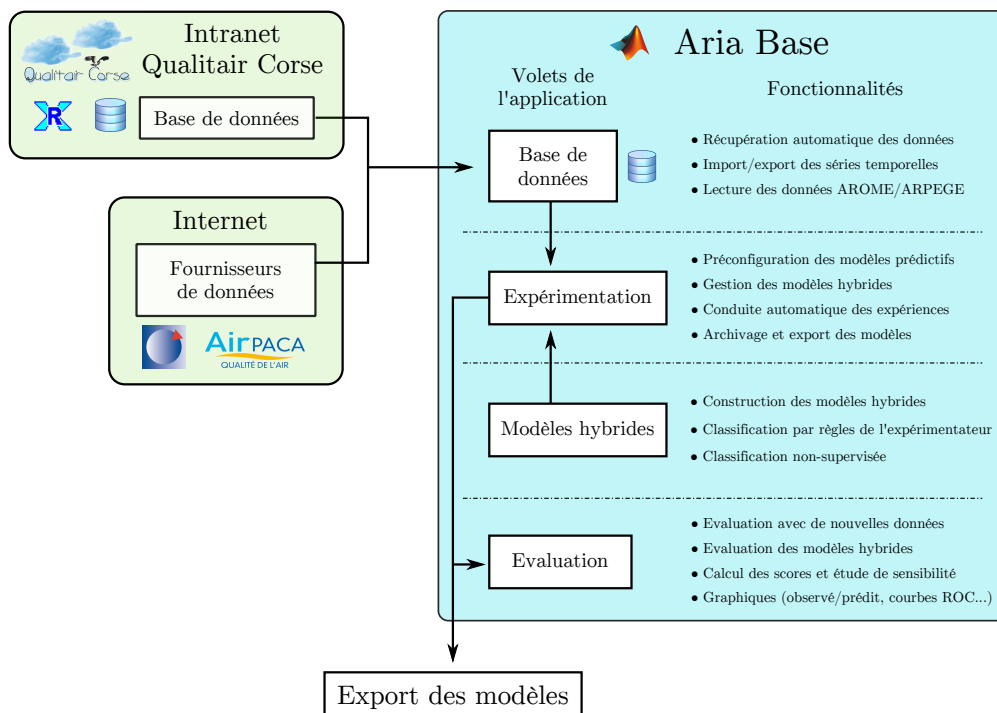 Intranet
Qualitair Corse
Qualitair Corse
XR
Base de données
Internet
Fournisseurs
de données
AirPACA
QUALITÉ DE L'AIR
Aria Base
Volets de
l'application
Fonctionnalités
Base de
données
• Récupération automatique des données
• Import/export des séries temporelles
• Lecture des données AROME/ARPEGE
Expérimentation
• Préconfiguration des modèles prédictifs
• Gestion des modèles hybrides
• Conduite automatique des expériences
• Archivage et export des modèles
Modèles hybrides
• Construction des modèles hybrides
• Classification par règles de l'expérimentateur
• Classification non-supervisée
Evaluation
• Evaluation avec de nouvelles données
• Evaluation des modèles hybrides
• Calcul des scores et étude de sensibilité
• Graphiques (observé/prédit, courbes ROC...)
Export des modèles